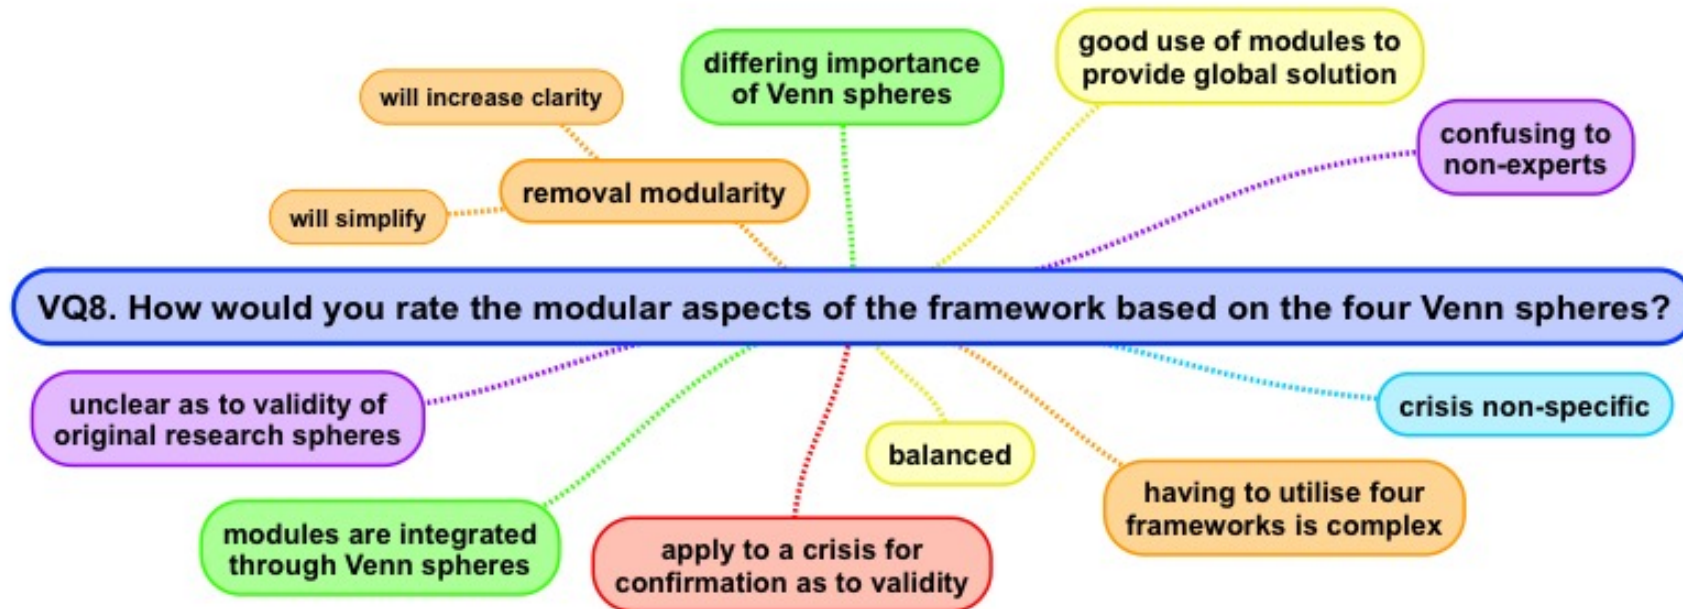 good use of modules to
provide global solution
differing importance
of Venn spheres
will increase clarity
confusing to
non-experts
removal modularity
will simplify
VQ8. How would you rate the modular aspects of the framework based on the four Venn spheres?
unclear as to validity of
original research spheres
crisis non-specific
balanced
having to utilise four
frameworks is complex
modules are integrated
through Venn spheres
apply to a crisis for
confirmation as to validity